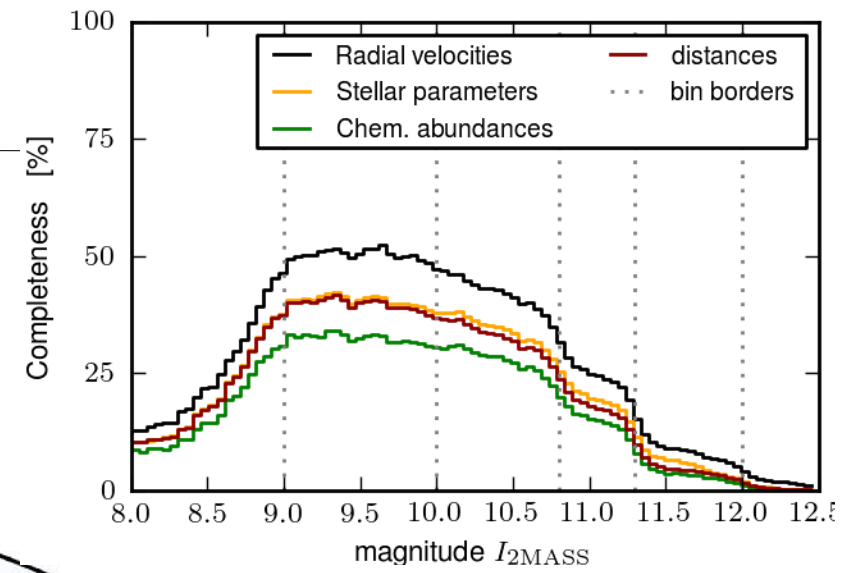 100
75
50
25
0
Completeness [%]
Radial velocities
Stellar parameters
Chem. abundances
distances
bin borders
8.0 8.5 9.0 9.5 10.0 10.5 11.0 11.5 12.0 12.5
magnitude I2MASS